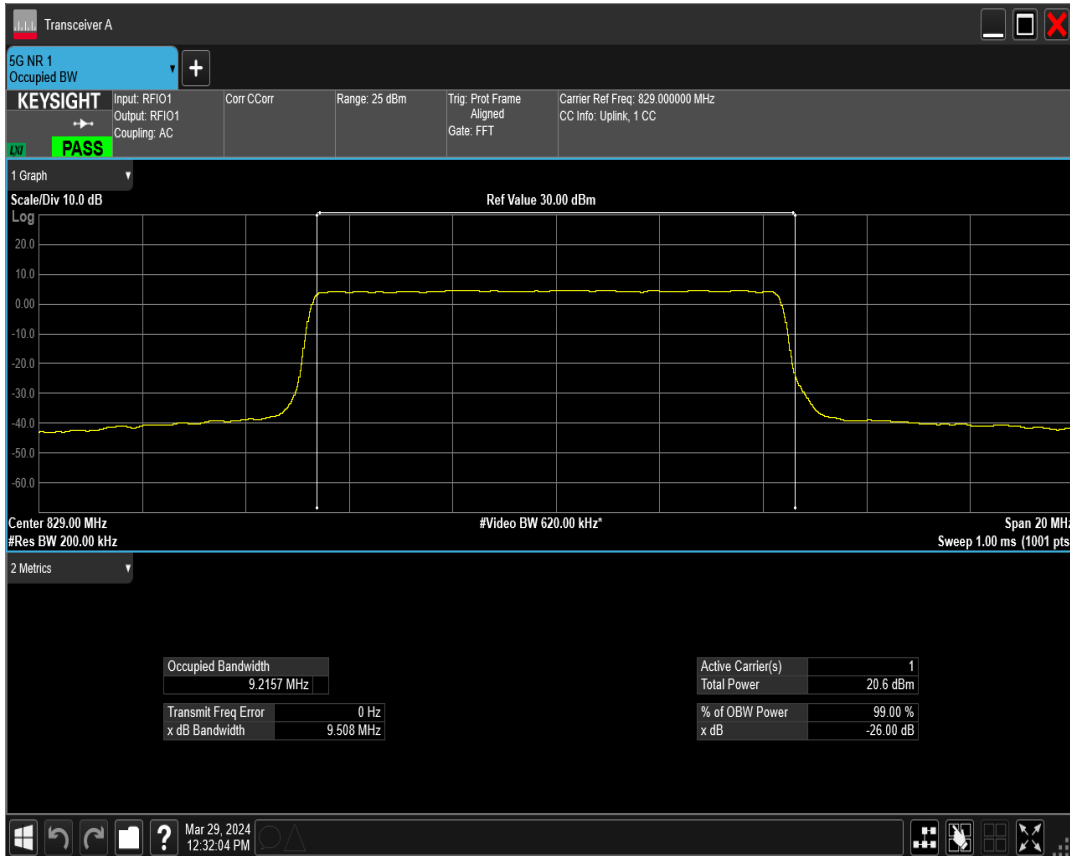 Transceiver A
5G NR 1
Occupied BW
+
KEYSIGHT
LXI
PASS
Input: RFIO1
Output: RFIO1
Coupling: AC
Corr CCorr
Range: 25 dBm
Trig: Prot Frame
Aligned
Gate: FFT
Carrier Ref Freq: 829.000000 MHz
CC Info: Uplink, 1 CC
1 Graph
Scale/Div 10.0 dB
Ref Value 30.00 dBm
Log
20.0
10.0
0.00
-10.0
-20.0
-30.0
-40.0
-50.0
-60.0
Center 829.00 MHz
#Video BW 620.00 kHz*
Span 20 MHz
#Res BW 200.00 kHz
Sweep 1.00 ms (1001 pts
2 Metrics
Occupied Bandwidth
9.2157 MHz
Transmit Freq Error 0 Hz
x dB Bandwidth 9.508 MHz
Active Carrier(s) 1
Total Power 20.6 dBm
% of OBW Power 99.00 %
x dB -26.00 dB
?
Mar 29, 2024
12:32:04 PM